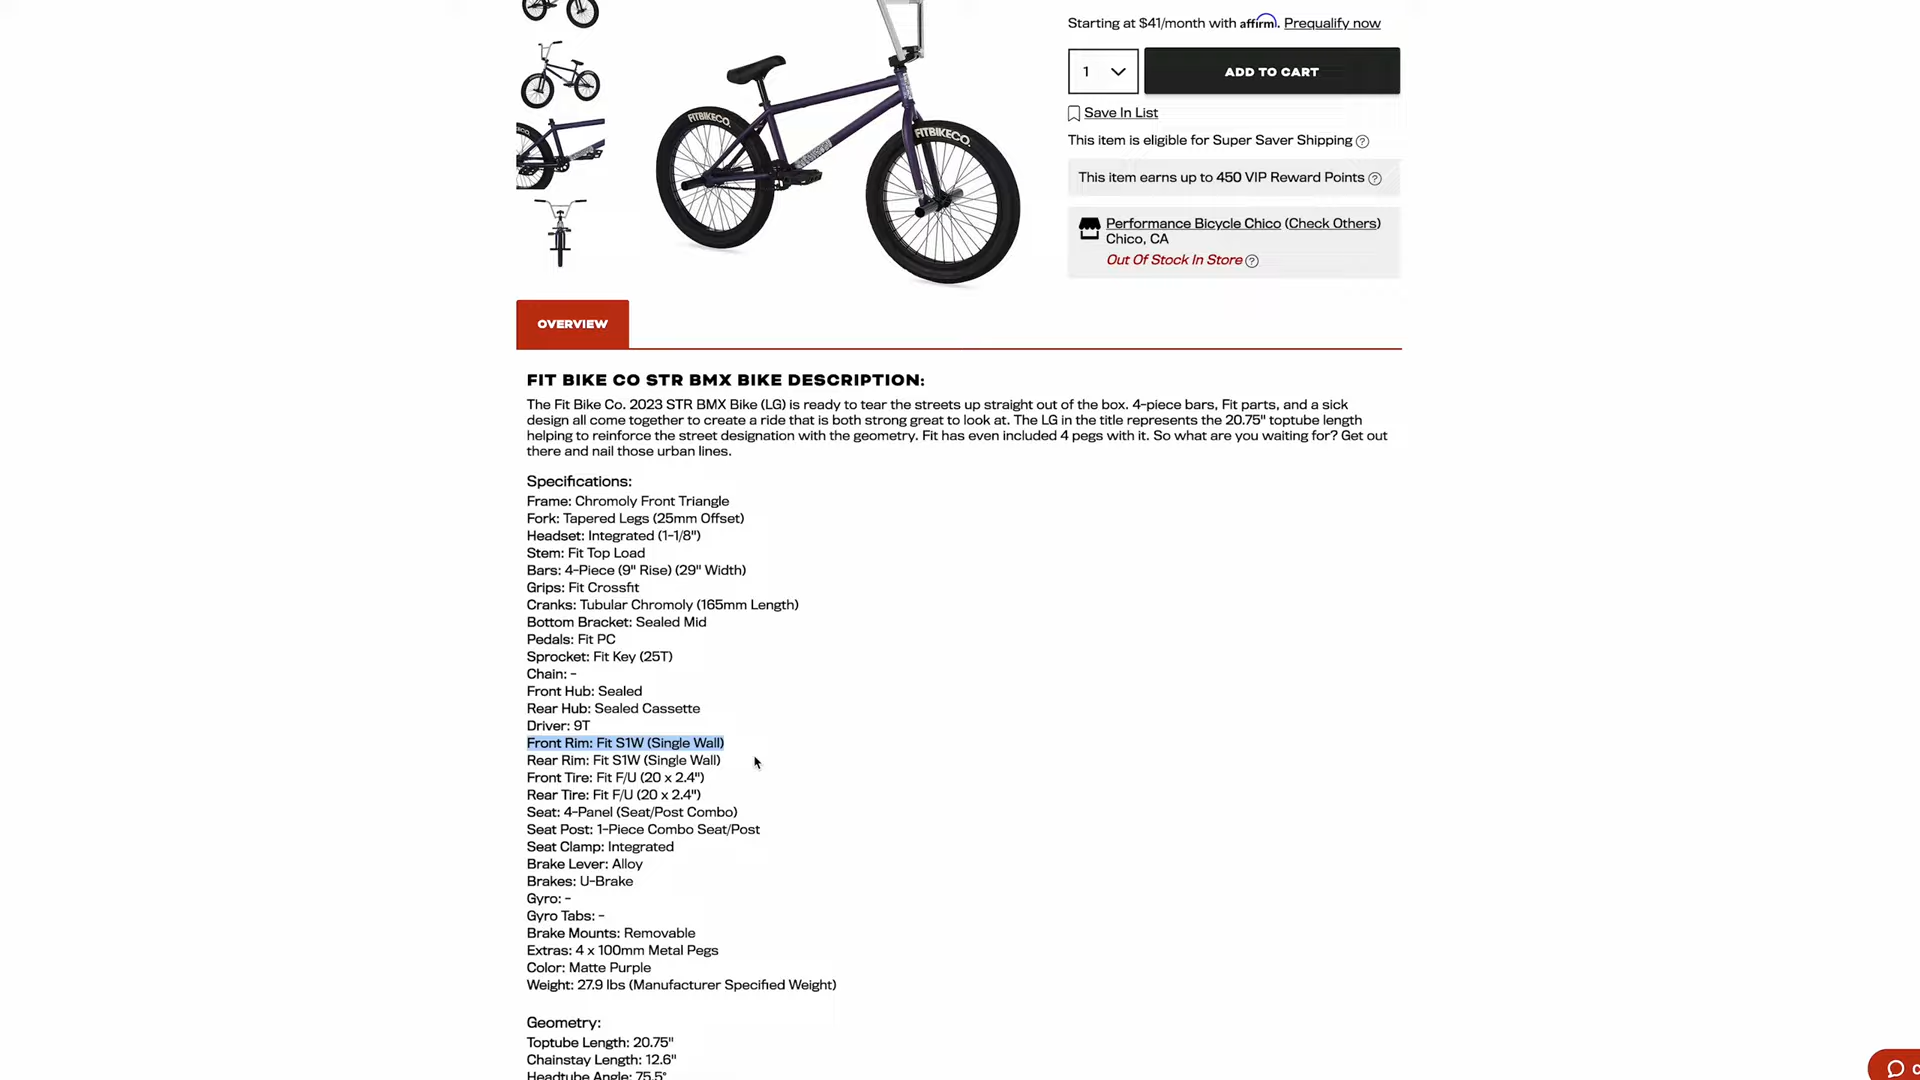 Starting at $41/month with affirm. Prequalify now
1
ADD TO CART
Save In List
This item is eligible for Super Saver Shipping ?
FITBIKECO.
FITBIKECO.
This item earns up to 450 VIP Reward Points ?
Performance Bicycle Chico (Check Others)
Chico, CA
Out Of Stock In Store ?
OVERVIEW
FIT BIKE CO STR BMX BIKE DESCRIPTION:
The Fit Bike Co. 2023 STR BMX Bike (LG) is ready to tear the streets up straight out of the box. 4-piece bars, Fit parts, and a sick
design all come together to create a ride that is both strong great to look at. The LG in the title represents the 20.75" toptube length
helping to reinforce the street designation with the geometry. Fit has even included 4 pegs with it. So what are you waiting for? Get out
there and nail those urban lines.
Specifications:
Frame: Chromoly Front Triangle
Fork: Tapered Legs (25mm Offset)
Headset: Integrated (1-1/8")
Stem: Fit Top Load
Bars: 4-Piece (9" Rise) (29" Width)
Grips: Fit Crossfit
Cranks: Tubular Chromoly (165mm Length)
Bottom Bracket: Sealed Mid
Pedals: Fit PC
Sprocket: Fit Key (25T)
Chain: -
Front Hub: Sealed
Rear Hub: Sealed Cassette
Driver: 9T
Front Rim: Fit S1W (Single Wall)
Rear Rim: Fit S1W (Single Wall)
Front Tire: Fit F/U (20 x 2.4")
Rear Tire: Fit F/U (20 x 2.4")
Seat: 4-Panel (Seat/Post Combo)
Seat Post: 1-Piece Combo Seat/Post
Seat Clamp: Integrated
Brake Lever: Alloy
Brakes: U-Brake
Gyro: -
Gyro Tabs: -
Brake Mounts: Removable
Extras: 4 x 100mm Metal Pegs
Color: Matte Purple
Weight: 27.9 lbs (Manufacturer Specified Weight)
Geometry:
Toptube Length: 20.75"
Chainstay Length: 12.6"
Headtube Angle: 75.5°